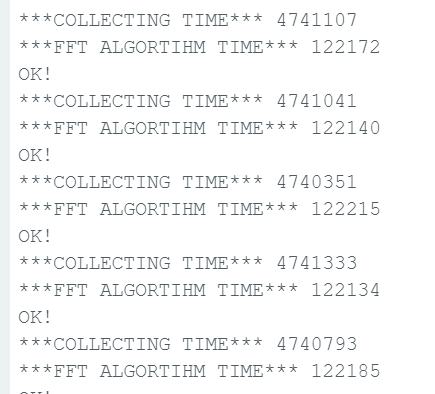 ***COLLECTING TIME*** 4741107
***FFT ALGORTIHM TIME*** 122172
OK!
***COLLECTING TIME*** 4741041
***FFT ALGORTIHM TIME*** 122140
OK!
***COLLECTING TIME*** 4740351
***FFT ALGORTIHM TIME*** 122215
OK!
***COLLECTING TIME*** 4741333
***FFT ALGORTIHM TIME*** 122134
OK!
***COLLECTING TIME*** 4740793
***FFT ALGORTIHM TIME*** 122185
OK!